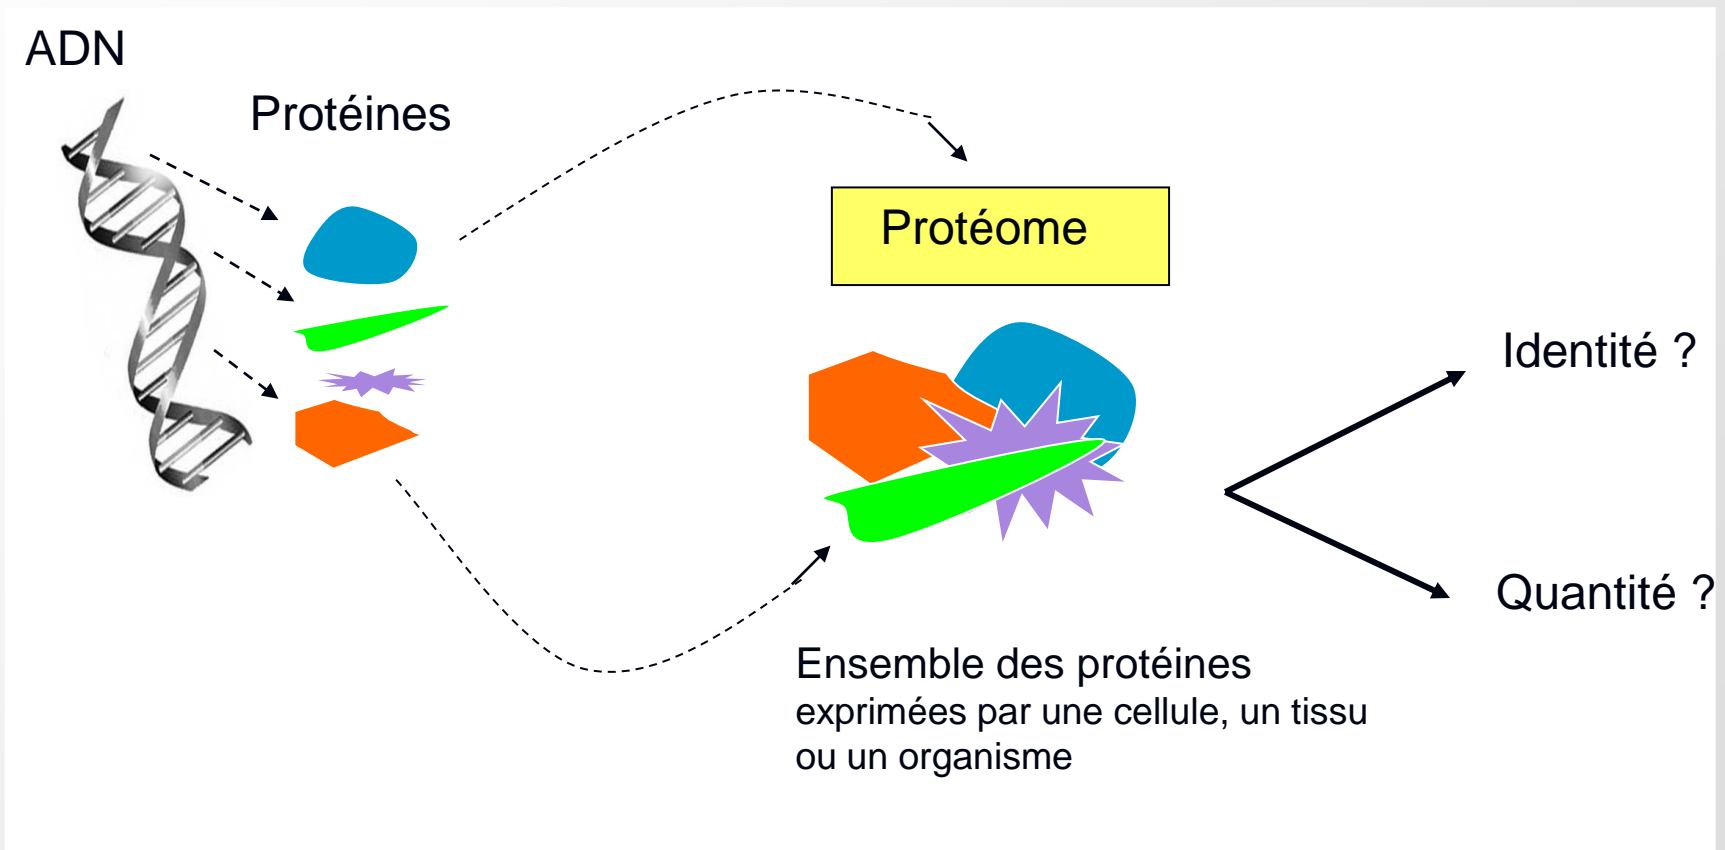 ADN
Protéines
Protéome
Identité ?
Quantité ?
Ensemble des protéines
exprimées par une cellule, un tissu
ou un organisme